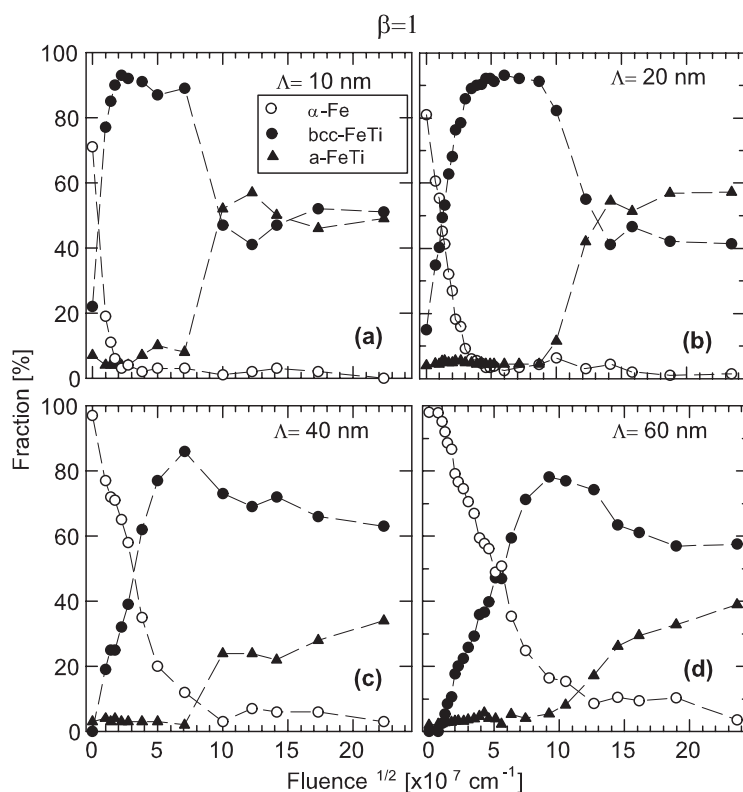 β=1
Fraction [%]
100
80
60
40
20
0
Λ= 10 nm
α-Fe
bcc-FeTi
a-FeTi
(a)
Λ= 20 nm
(b)
100
80
60
40
20
0
Λ= 40 nm
(c)
0 5 10 15 20
Λ= 60 nm
(d)
0 5 10 15 20
Fluence 1/2 [x10 7 cm-1]